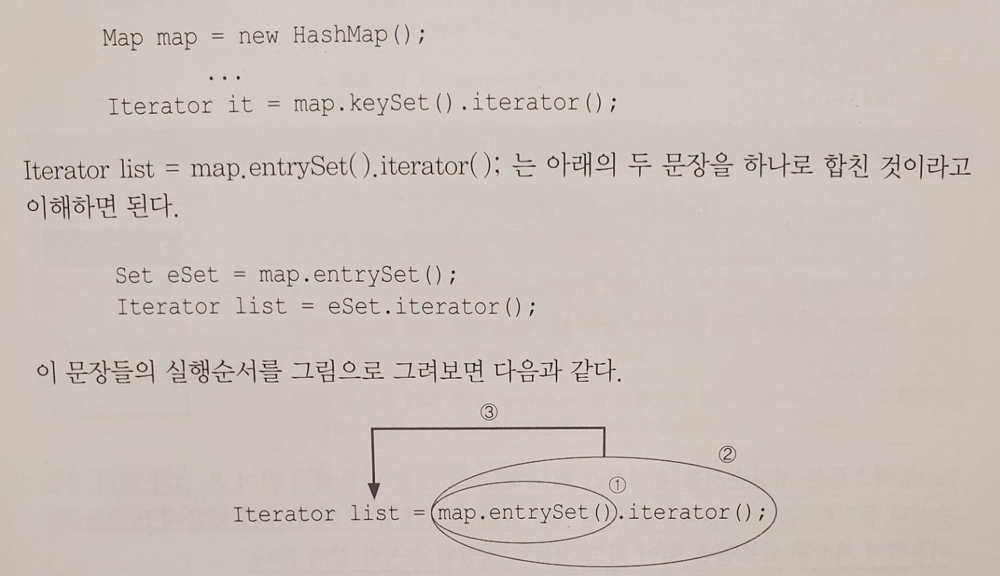 Map map = new HashMap();
...
Iterator it = map.keySet().iterator();
Iterator list = map.entrySet().iterator(); 는 아래의 두 문장을 하나로 합친 것이라고
이해하면 된다.
Set eSet = map.entrySet();
Iterator list = eSet.iterator();
이 문장들의 실행순서를 그림으로 그려보면 다음과 같다.
③
②
①
Iterator list = map.entrySet().iterator();